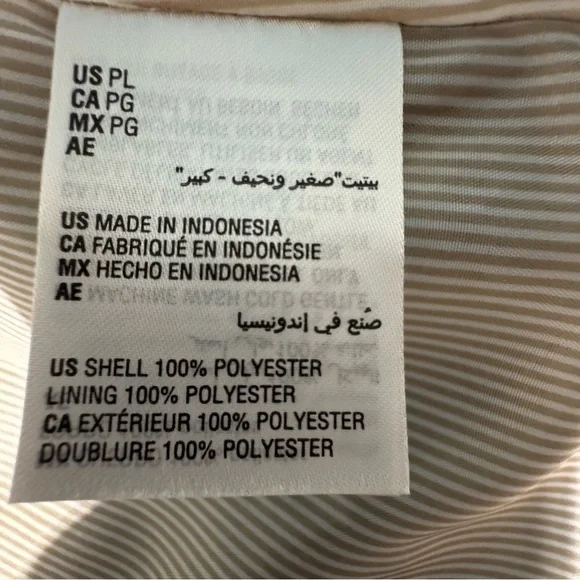 US PL
CA PG
MX PG
AE
بيتيت"صغير ونحيف - كبير"
US MADE IN INDONESIA
CA FABRIQUÉ EN INDONÉSIE
MX HECHO EN INDONESIA
AE
صُنع في إندونيسيا
US SHELL 100% POLYESTER
LINING 100% POLYESTER
CA EXTÉRIEUR 100% POLYESTER
DOUBLURE 100% POLYESTER